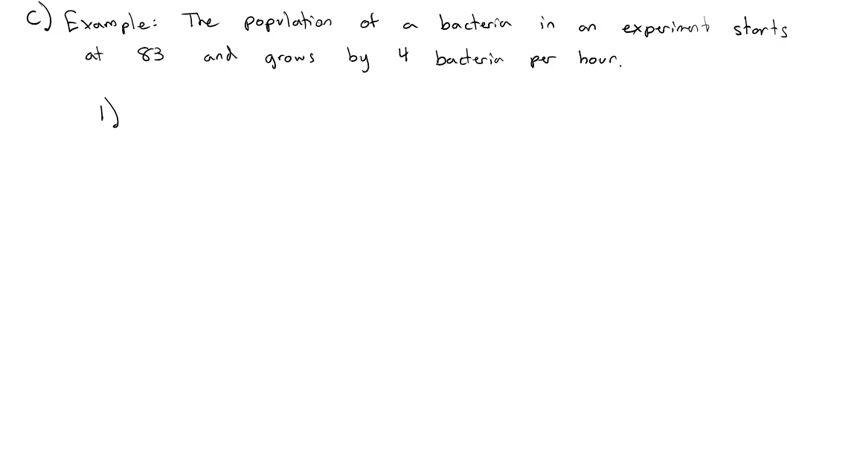 C) Example: The population of a bacteria in an experiment starts
at 83 and grows by 4 bacteria per hour.
1)